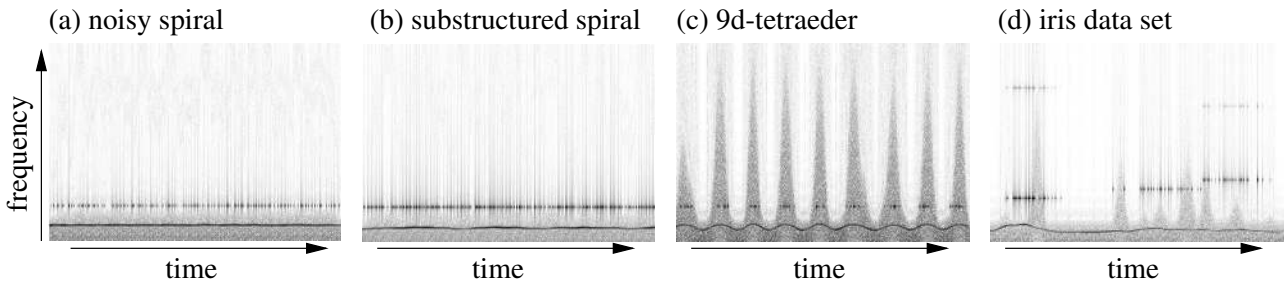 (a) noisy spiral
(b) substructured spiral
(c) 9d-tetraeder
(d) iris data set
frequency
time
time
time
time